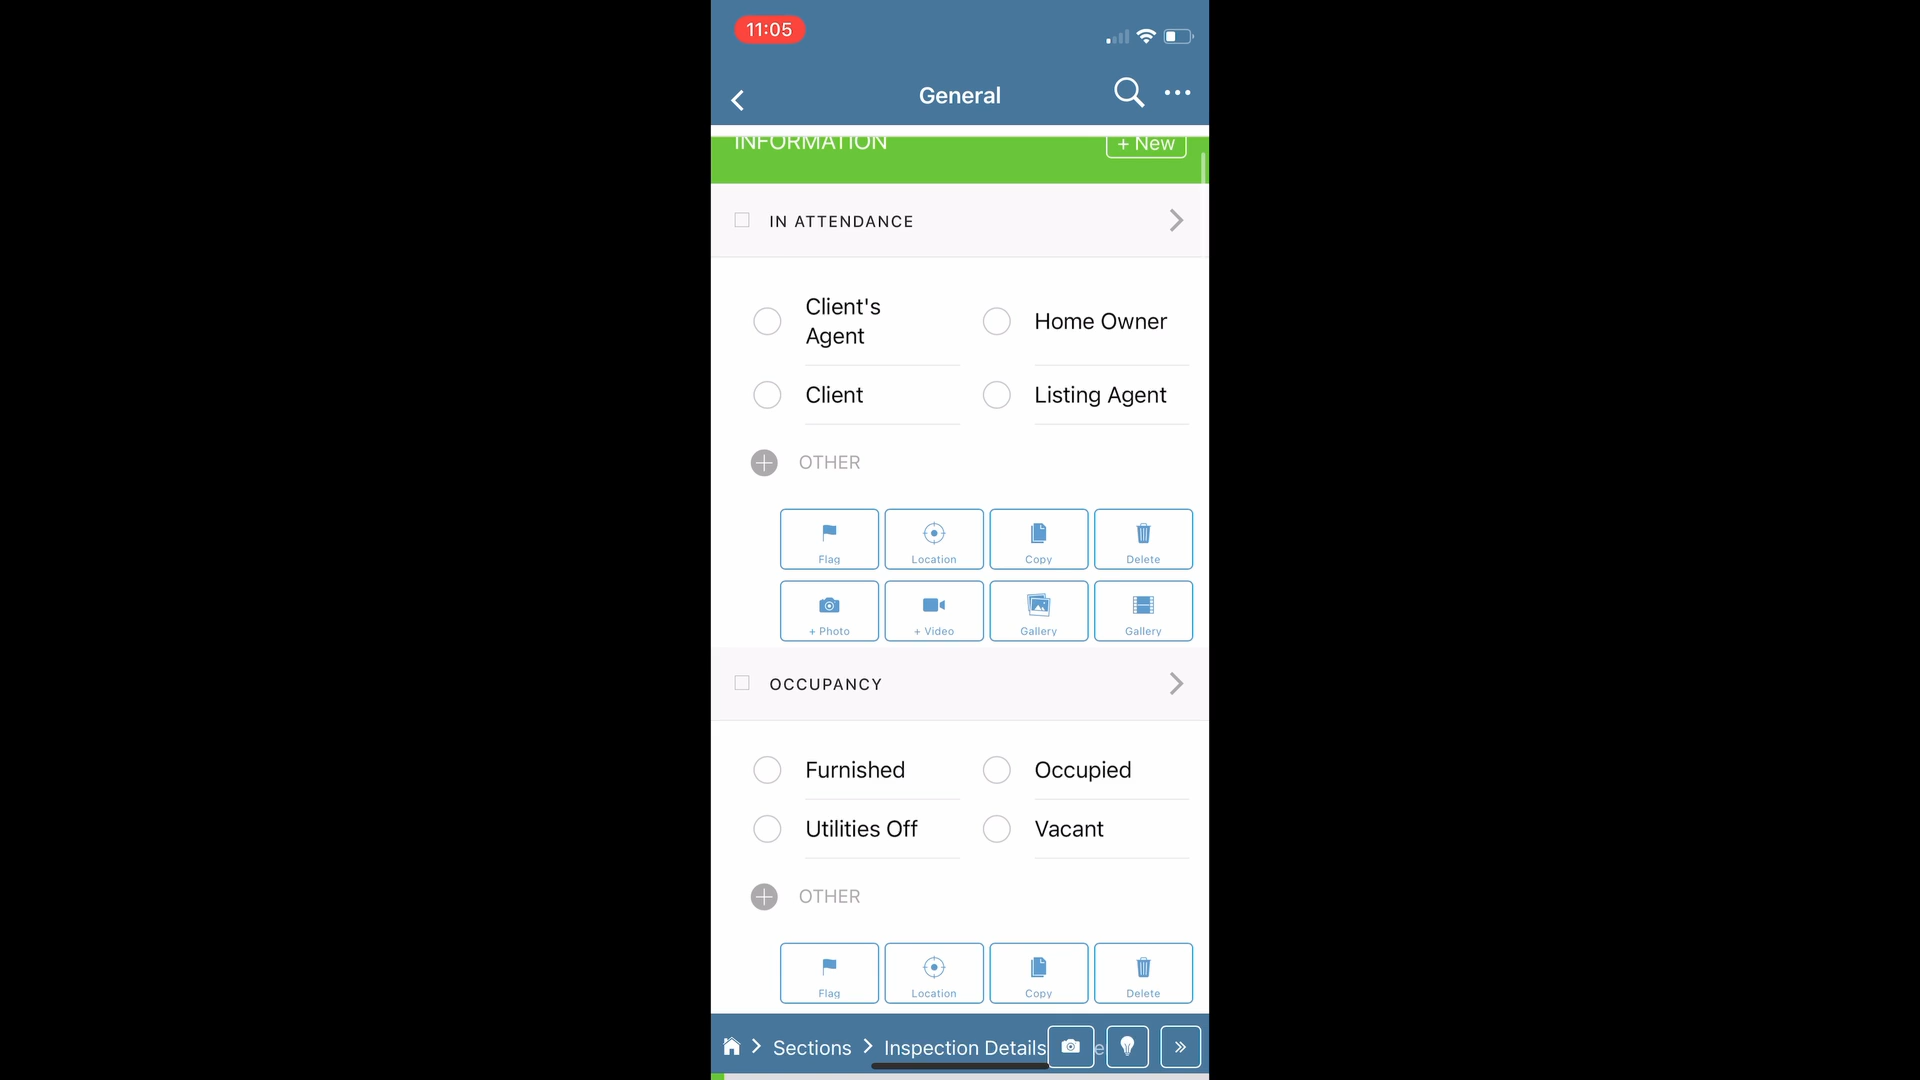 11:05
General
INFORMATION
+ New
IN ATTENDANCE
Client's
Agent
Home Owner
Client
Listing Agent
OTHER
Flag
Location
Copy
Delete
+ Photo
+ Video
Gallery
Gallery
OCCUPANCY
Furnished
Occupied
Utilities Off
Vacant
OTHER
Flag
Location
Copy
Delete
Sections
Inspection Details